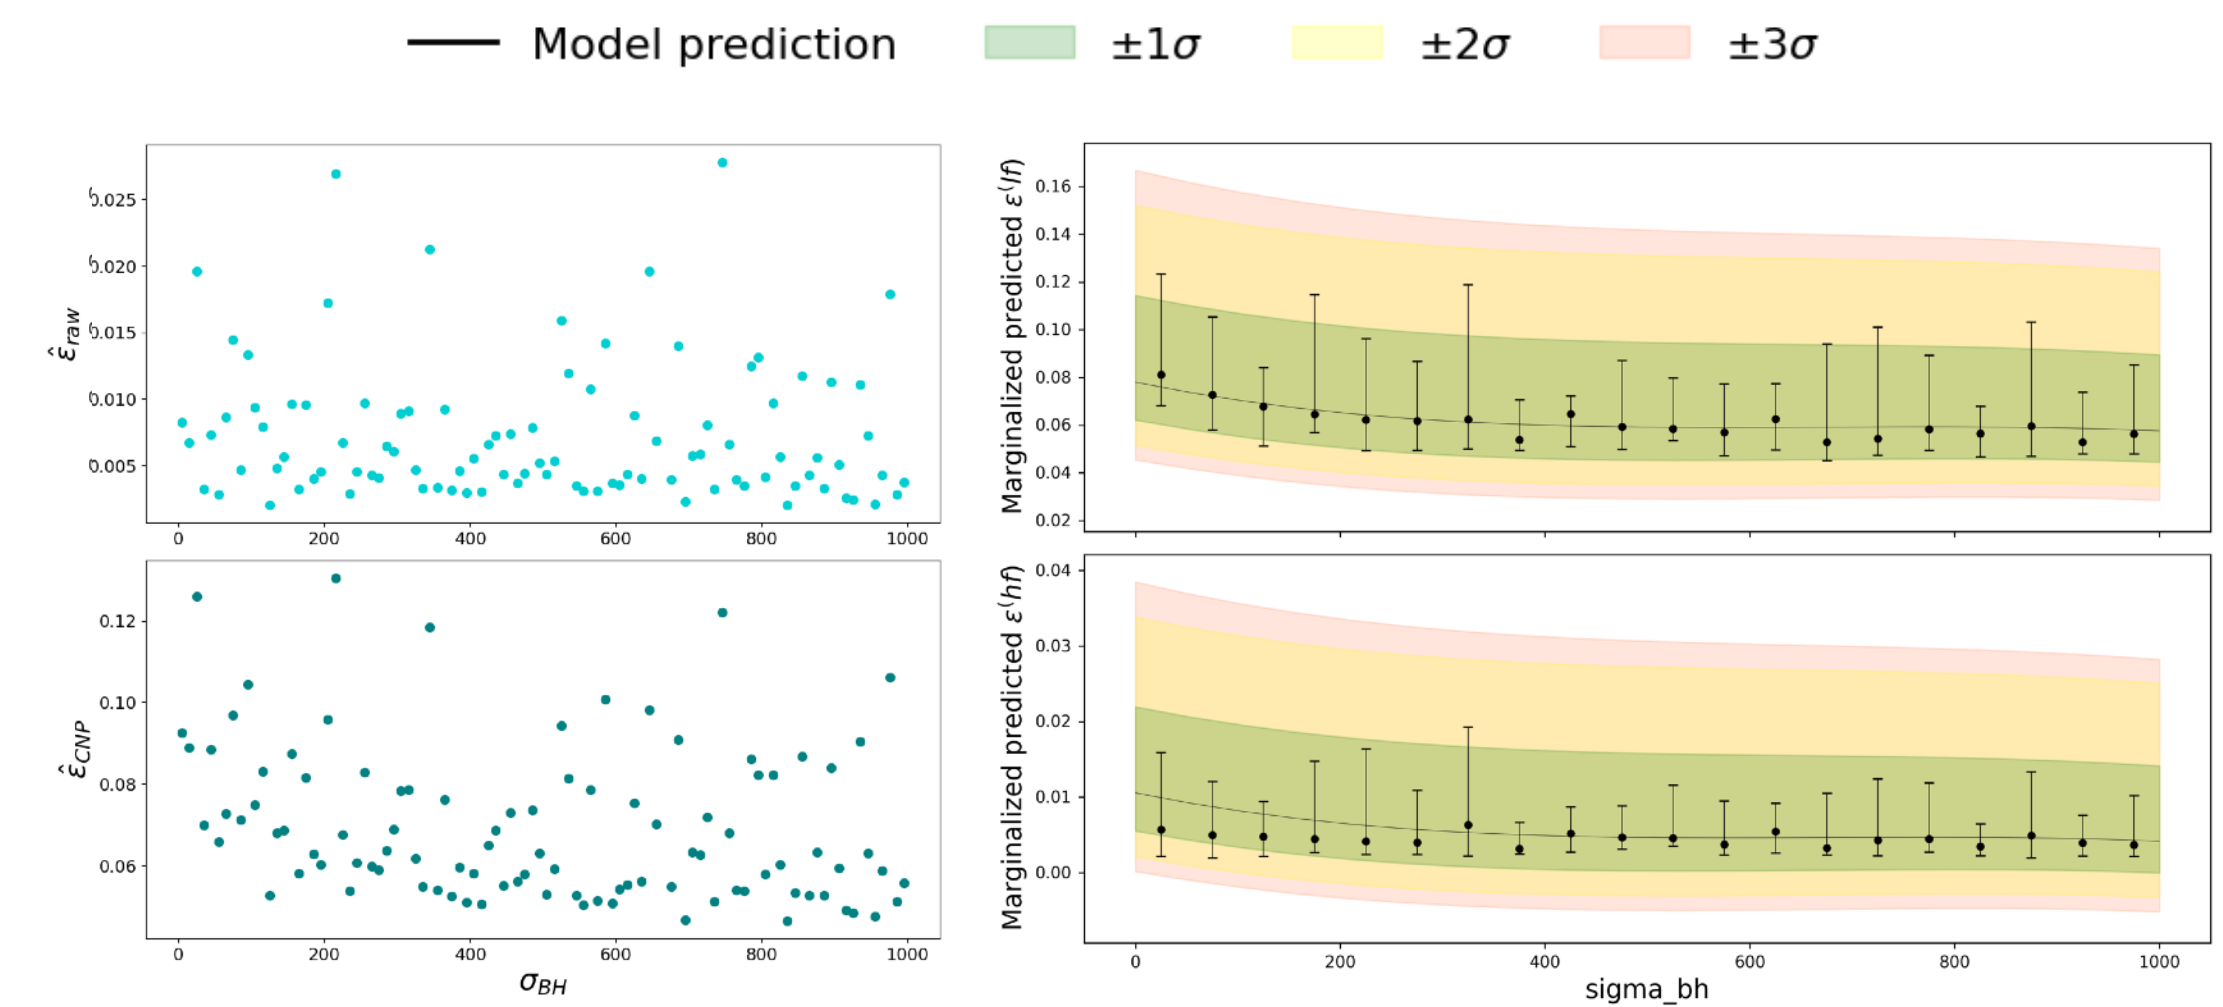 Model prediction ±1σ ±2σ ±3σ
ε̂raw
0.025
0.020
0.015
0.010
0.005
0 200 400 600 800 1000
ε̂CNP
0.12
0.10
0.08
0.06
0 200 400 600 800 1000
σBH
Marginalized predicted ε(lf)
0.16
0.14
0.12
0.10
0.08
0.06
0.04
0.02
Marginalized predicted ε(hf)
0.04
0.03
0.02
0.01
0.00
0 200 400 600 800 1000
sigma_bh